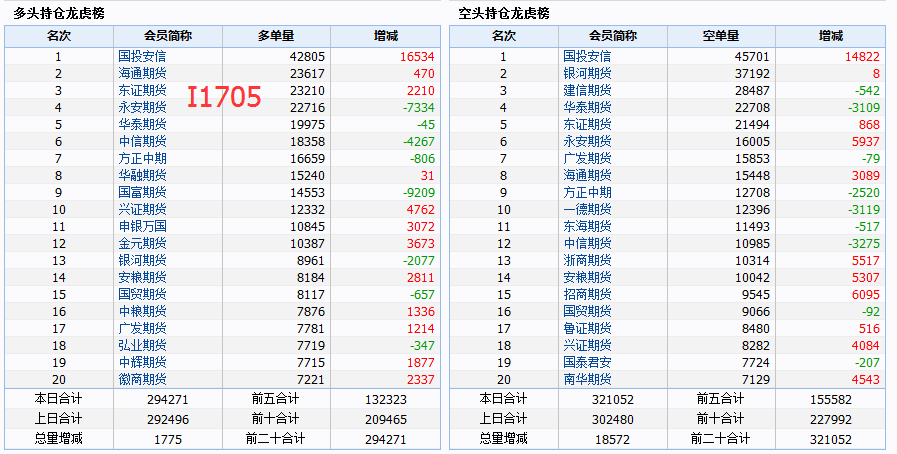 多头持仓龙虎榜
名次 会员简称 多单量 增减
1 国投安信 42805 16534
2 海通期货 23617 470
3 东证期货 23210 2210
4 永安期货 22716 -7334
5 华泰期货 19975 -45
6 中信期货 18358 -4267
7 方正中期 16659 -806
8 华融期货 15240 31
9 国富期货 14553 -9209
10 兴证期货 12332 4762
11 申银万国 10845 3072
12 金元期货 10387 3673
13 银河期货 8961 -2077
14 安粮期货 8184 2811
15 国贸期货 8117 -657
16 中粮期货 7876 1336
17 广发期货 7781 1214
18 弘业期货 7719 -347
19 中辉期货 7715 1877
20 徽商期货 7221 2337
本日合计 294271 前五合计 132323
上日合计 292496 前十合计 209465
总量增减 1775 前二十合计 294271
I1705
空头持仓龙虎榜
名次 会员简称 空单量 增减
1 国投安信 45701 14822
2 银河期货 37192 8
3 建信期货 28487 -542
4 华泰期货 22708 -3109
5 东证期货 21494 868
6 永安期货 16005 5937
7 广发期货 15853 -79
8 海通期货 15448 3089
9 方正中期 12708 -2520
10 一德期货 12396 -3119
11 东海期货 11493 -517
12 中信期货 10985 -3275
13 浙商期货 10314 5517
14 安粮期货 10042 5307
15 招商期货 9545 6095
16 国贸期货 9066 -92
17 鲁证期货 8480 516
18 兴证期货 8282 4084
19 国泰君安 7724 -207
20 南华期货 7129 4543
本日合计 321052 前五合计 155582
上日合计 302480 前十合计 227992
总量增减 18572 前二十合计 321052